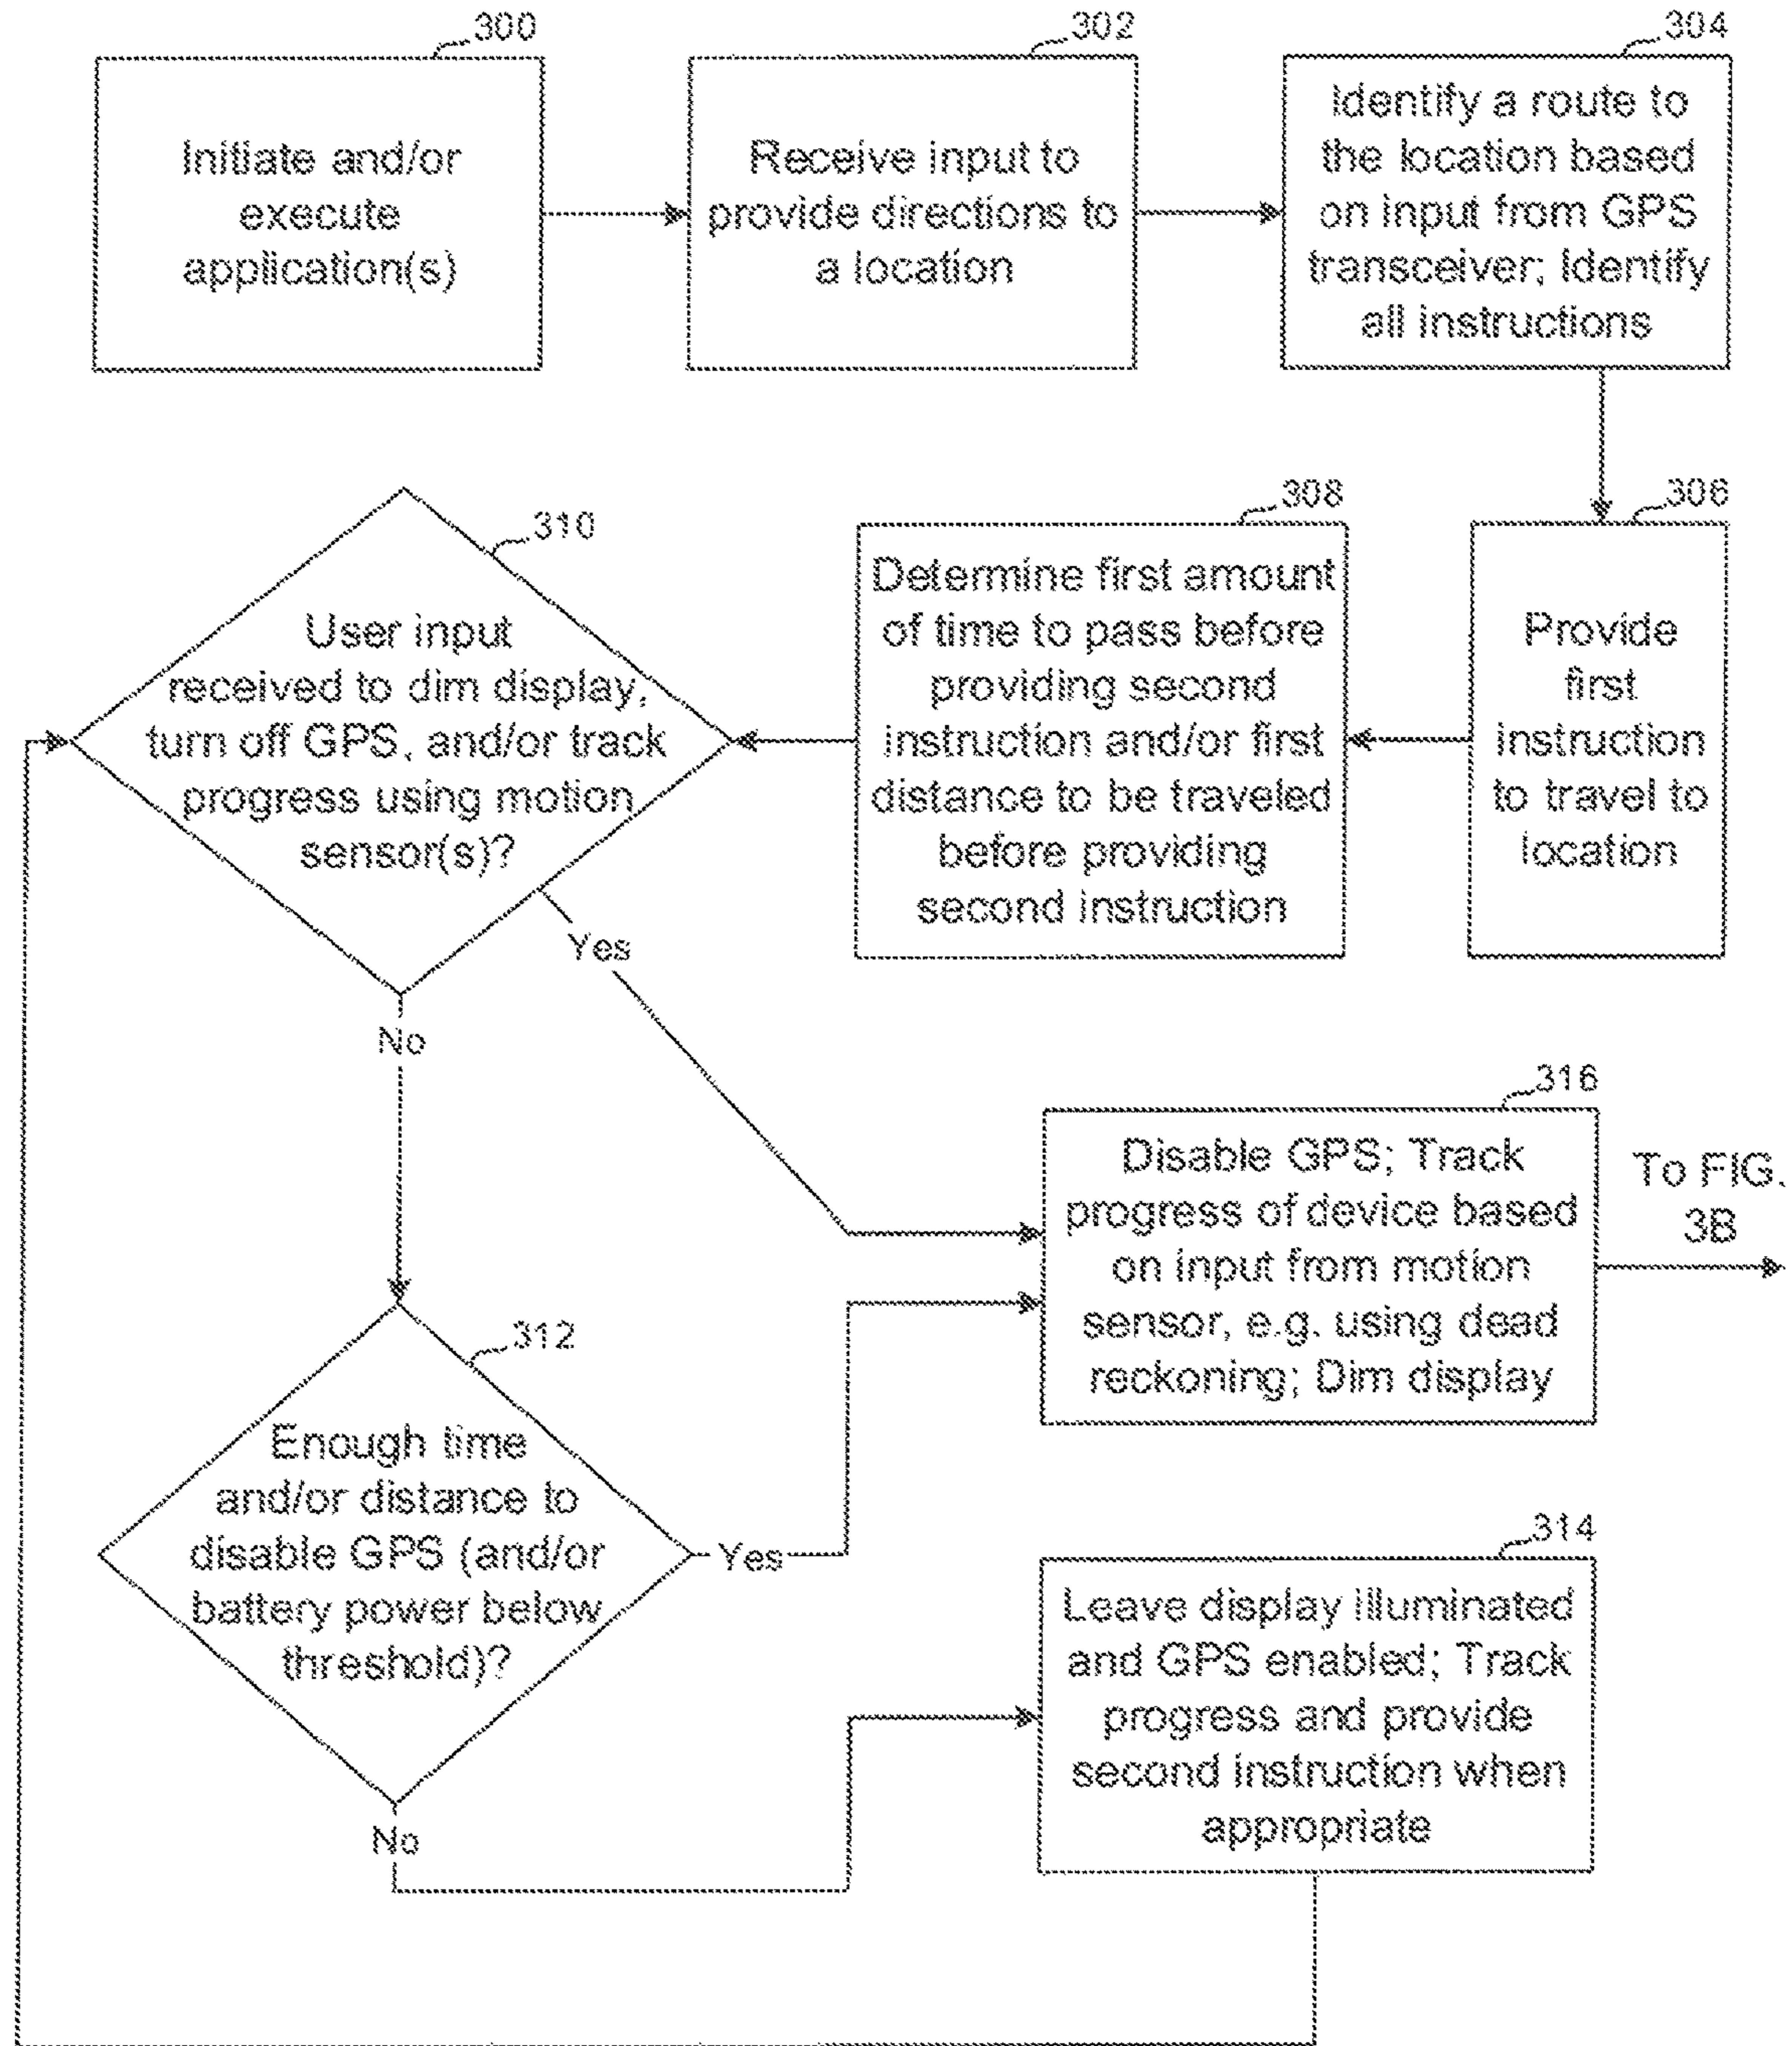 300
Initiate and/or
execute
application(s)
302
Receive input to
provide directions to
a location
304
Identify a route to
the location based
on input from GPS
transceiver; Identify
all instructions
306
Provide
first
instruction
to travel to
location
308
Determine first amount
of time to pass before
providing second
instruction and/or first
distance to be traveled
before providing
second instruction
310
User input
received to dim display,
turn off GPS, and/or track
progress using motion
sensor(s)?
Yes
No
312
Enough time
and/or distance to
disable GPS (and/or
battery power below
threshold)?
Yes
No
316
Disable GPS; Track
progress of device based
on input from motion
sensor, e.g. using dead
reckoning; Dim display
To FIG.
3B
314
Leave display illuminated
and GPS enabled; Track
progress and provide
second instruction when
appropriate